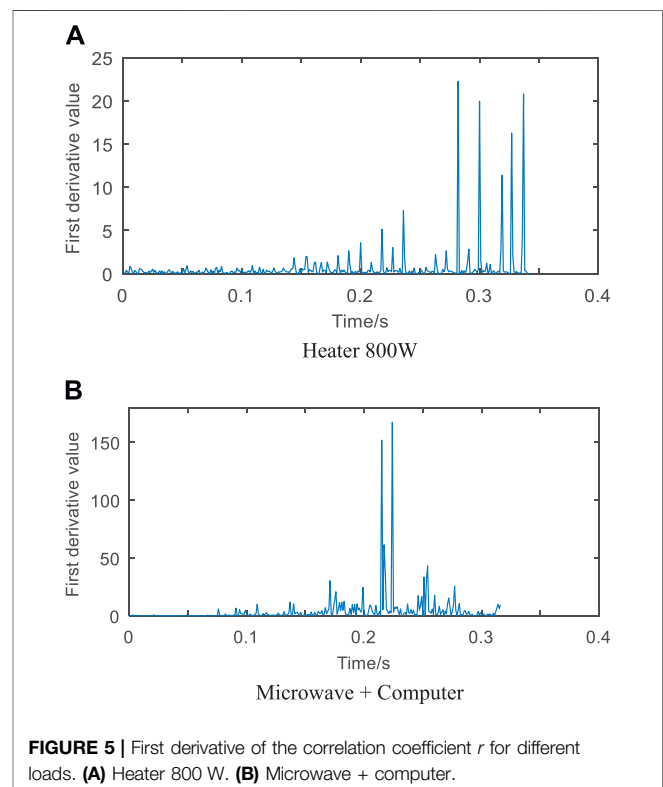 A
25
20
15
10
5
0
First derivative value
0 0.1 0.2 0.3 0.4
Time/s
Heater 800W
B
150
100
50
0
First derivative value
0 0.1 0.2 0.3 0.4
Time/s
Microwave + Computer
FIGURE 5 | First derivative of the correlation coefficient r for different
loads. (A) Heater 800 W. (B) Microwave + computer.